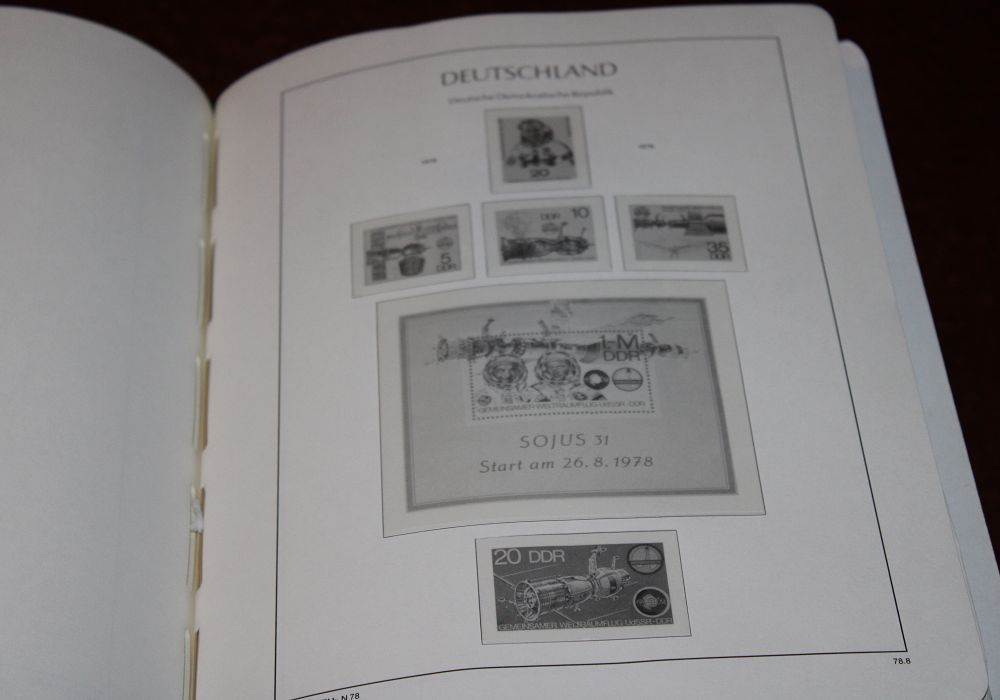 DEUTSCHLAND
Deutsche Demokratische Republik
1978 1978
20
5
DDR
DDR
10
35
DDR
1-M
DDR
GEMEINSAMER WELTRAUMFLUG UdSSR-DDR
SOJUS 31
Start am 26.8.1978
20 DDR
GEMEINSAMER WELTRAUMFLUG UdSSR-DDR
N 78
78.8